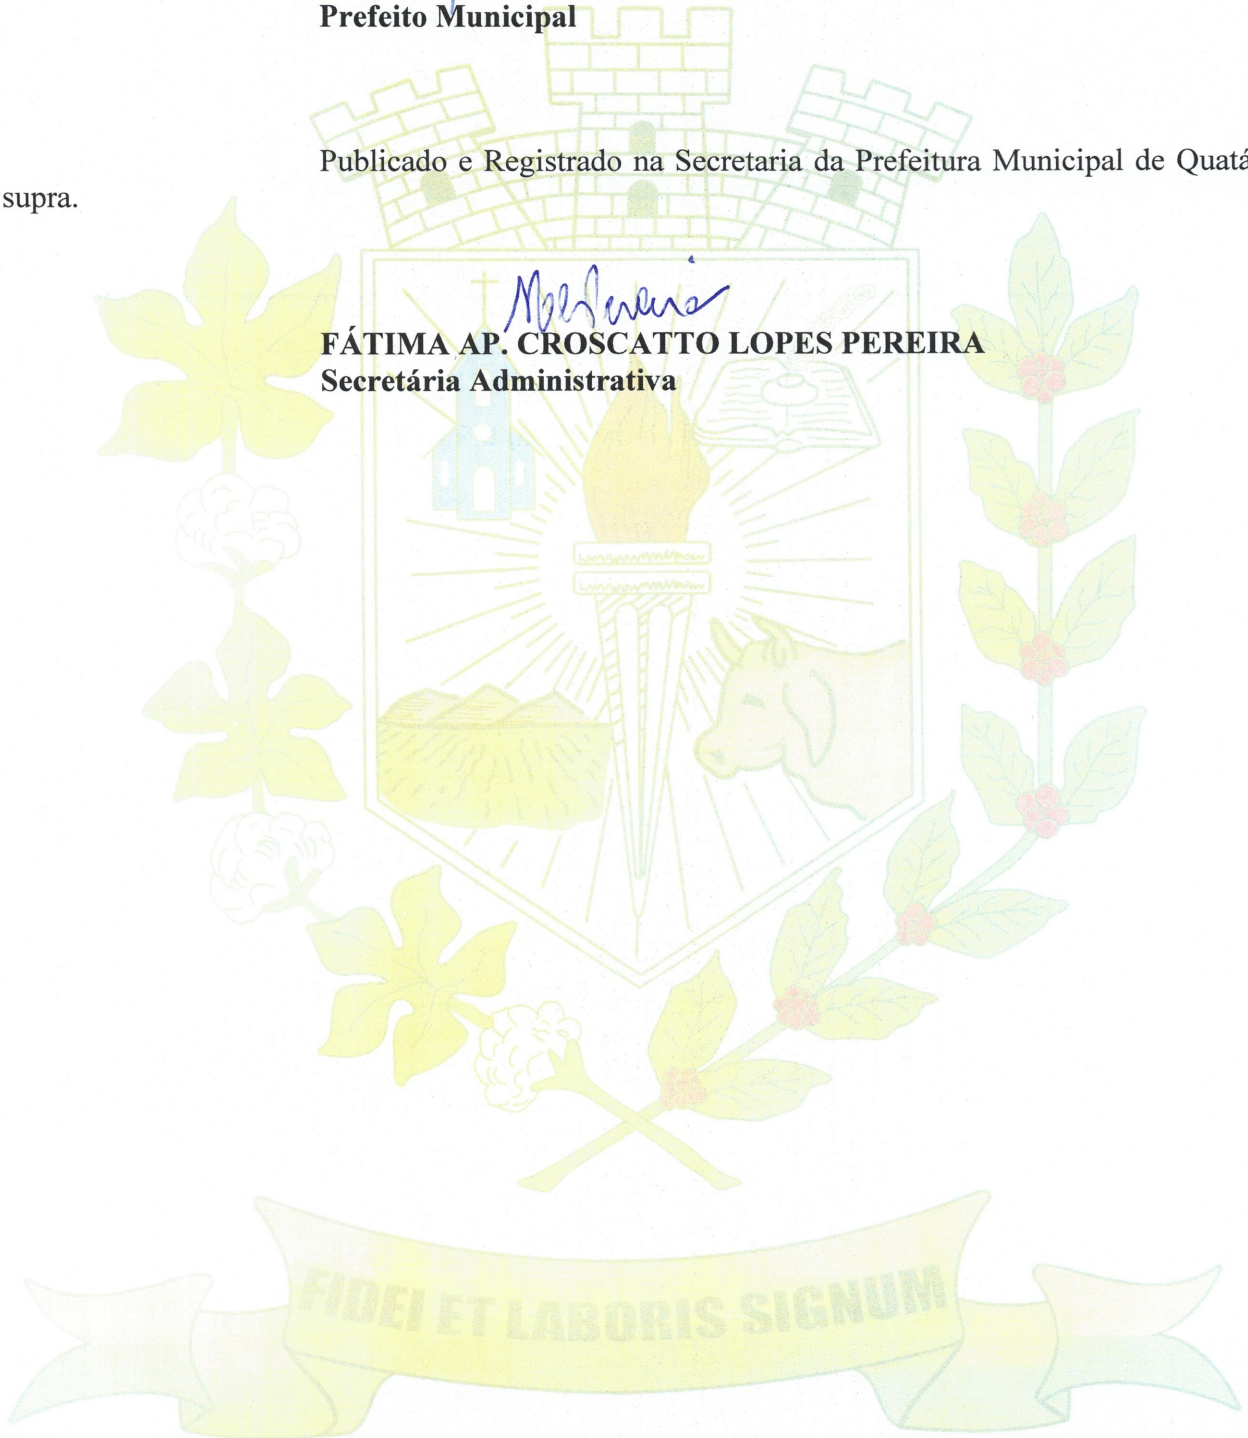 Prefeito Municipal
Publicado e Registrado na Secretaria da Prefeitura Municipal de Quatá
supra.
FÁTIMA AP. CROSCATTO LOPES PEREIRA
Secretária Administrativa
FIDEI ET LABORIS SIGNUM